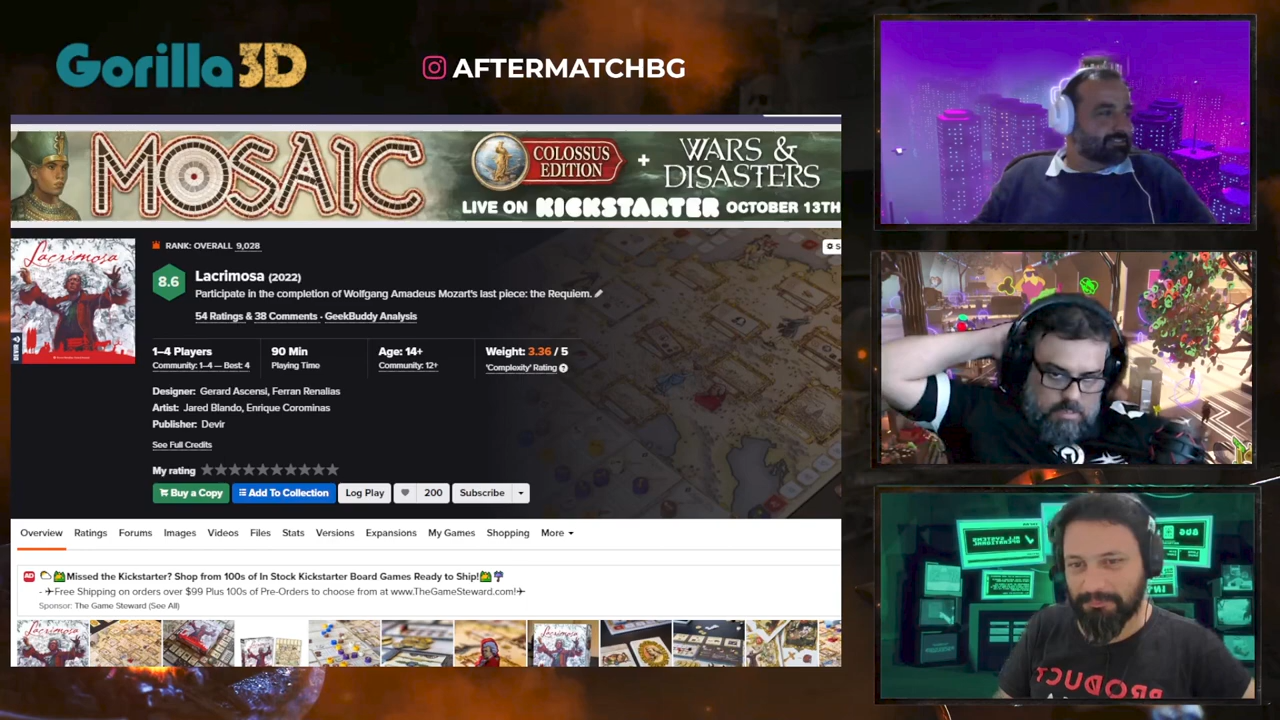 Gorilla3D
AFTERMATCHBG
MOSAIC
COLOSSUS EDITION
+
WARS & DISASTERS
LIVE ON KICKSTARTER OCTOBER 13TH
Lacrimosa
DEVIR
RANK: OVERALL 9,028
8.6
Lacrimosa (2022)
Participate in the completion of Wolfgang Amadeus Mozart's last piece: the Requiem.
54 Ratings & 38 Comments · GeekBuddy Analysis
1–4 Players
Community: 1–4 — Best: 4
90 Min
Playing Time
Age: 14+
Community: 12+
Weight: 3.36 / 5
'Complexity' Rating
Designer: Gerard Ascensi, Ferran Renalias
Artist: Jared Blando, Enrique Corominas
Publisher: Devir
See Full Credits
My rating
Buy a Copy
Add To Collection
Log Play
200
Subscribe
Overview Ratings Forums Images Videos Files Stats Versions Expansions My Games Shopping More
AD Missed the Kickstarter? Shop from 100s of In Stock Kickstarter Board Games Ready to Ship!
- ✈Free Shipping on orders over $99 Plus 100s of Pre-Orders to choose from at www.TheGameSteward.com!✈
Sponsor: The Game Steward (See All)
Lacrimosa
PRODUCT